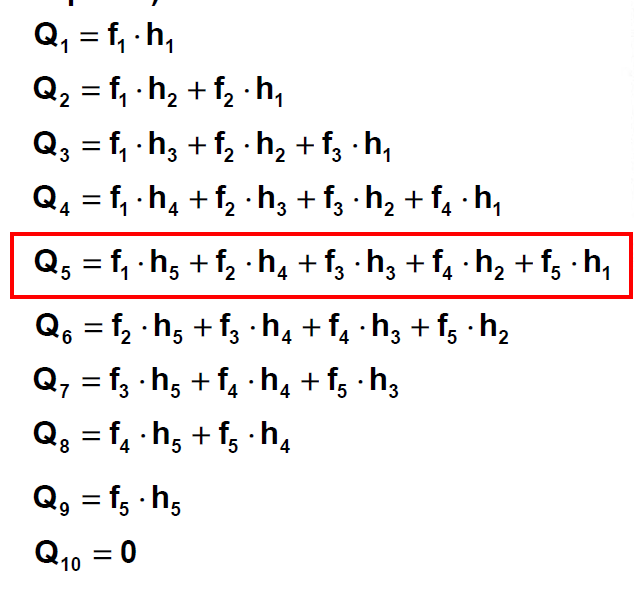 Q₁ = f₁ · h₁
Q₂ = f₁ · h₂ + f₂ · h₁
Q₃ = f₁ · h₃ + f₂ · h₂ + f₃ · h₁
Q₄ = f₁ · h₄ + f₂ · h₃ + f₃ · h₂ + f₄ · h₁
Q₅ = f₁ · h₅ + f₂ · h₄ + f₃ · h₃ + f₄ · h₂ + f₅ · h₁
Q₆ = f₂ · h₅ + f₃ · h₄ + f₄ · h₃ + f₅ · h₂
Q₇ = f₃ · h₅ + f₄ · h₄ + f₅ · h₃
Q₈ = f₄ · h₅ + f₅ · h₄
Q₉ = f₅ · h₅
Q₁₀ = 0